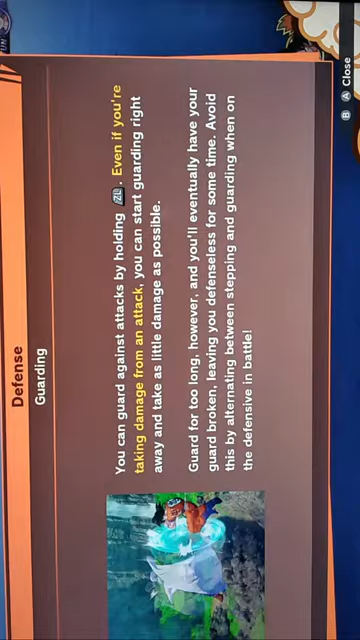 Defense
Guarding
You can guard against attacks by holding ZL. Even if you're
taking damage from an attack, you can start guarding right
away and take as little damage as possible.
Guard for too long, however, and you'll eventually have your
guard broken, leaving you defenseless for some time. Avoid
this by alternating between stepping and guarding when on
the defensive in battle!
B A Close